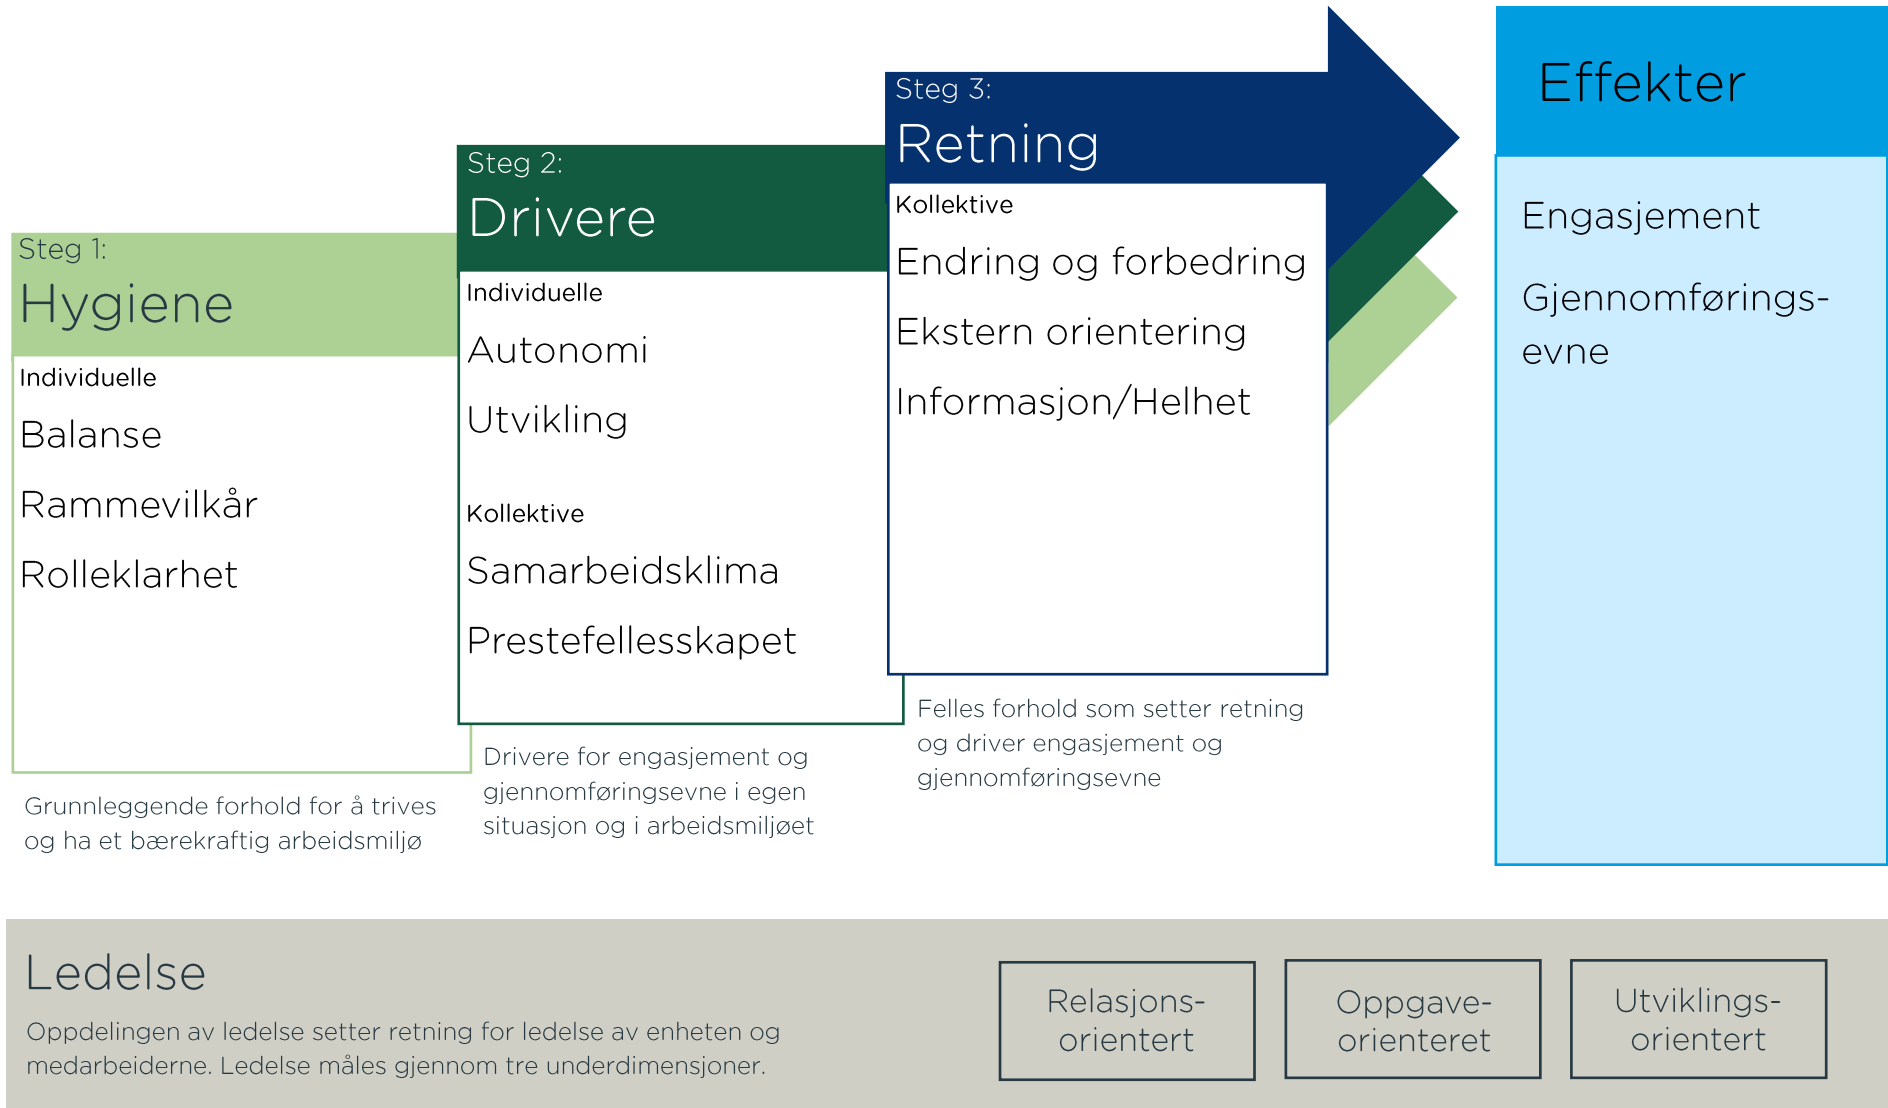 Steg 1:
Hygiene
Individuelle
Balanse
Rammevilkår
Rolleklarhet
Grunnleggende forhold for å trives
og ha et bærekraftig arbeidsmiljø
Steg 2:
Drivere
Individuelle
Autonomi
Utvikling
Kollektive
Samarbeidsklima
Prestefellesskapet
Drivere for engasjement og
gjennomføringsevne i egen
situasjon og i arbeidsmiljøet
Steg 3:
Retning
Kollektive
Endring og forbedring
Ekstern orientering
Informasjon/Helhet
Felles forhold som setter retning
og driver engasjement og
gjennomføringsevne
Effekter
Engasjement
Gjennomførings-
evne
Ledelse
Oppdelingen av ledelse setter retning for ledelse av enheten og
medarbeiderne. Ledelse måles gjennom tre underdimensjoner.
Relasjons-
orientert
Oppgave-
orienteret
Utviklings-
orientert